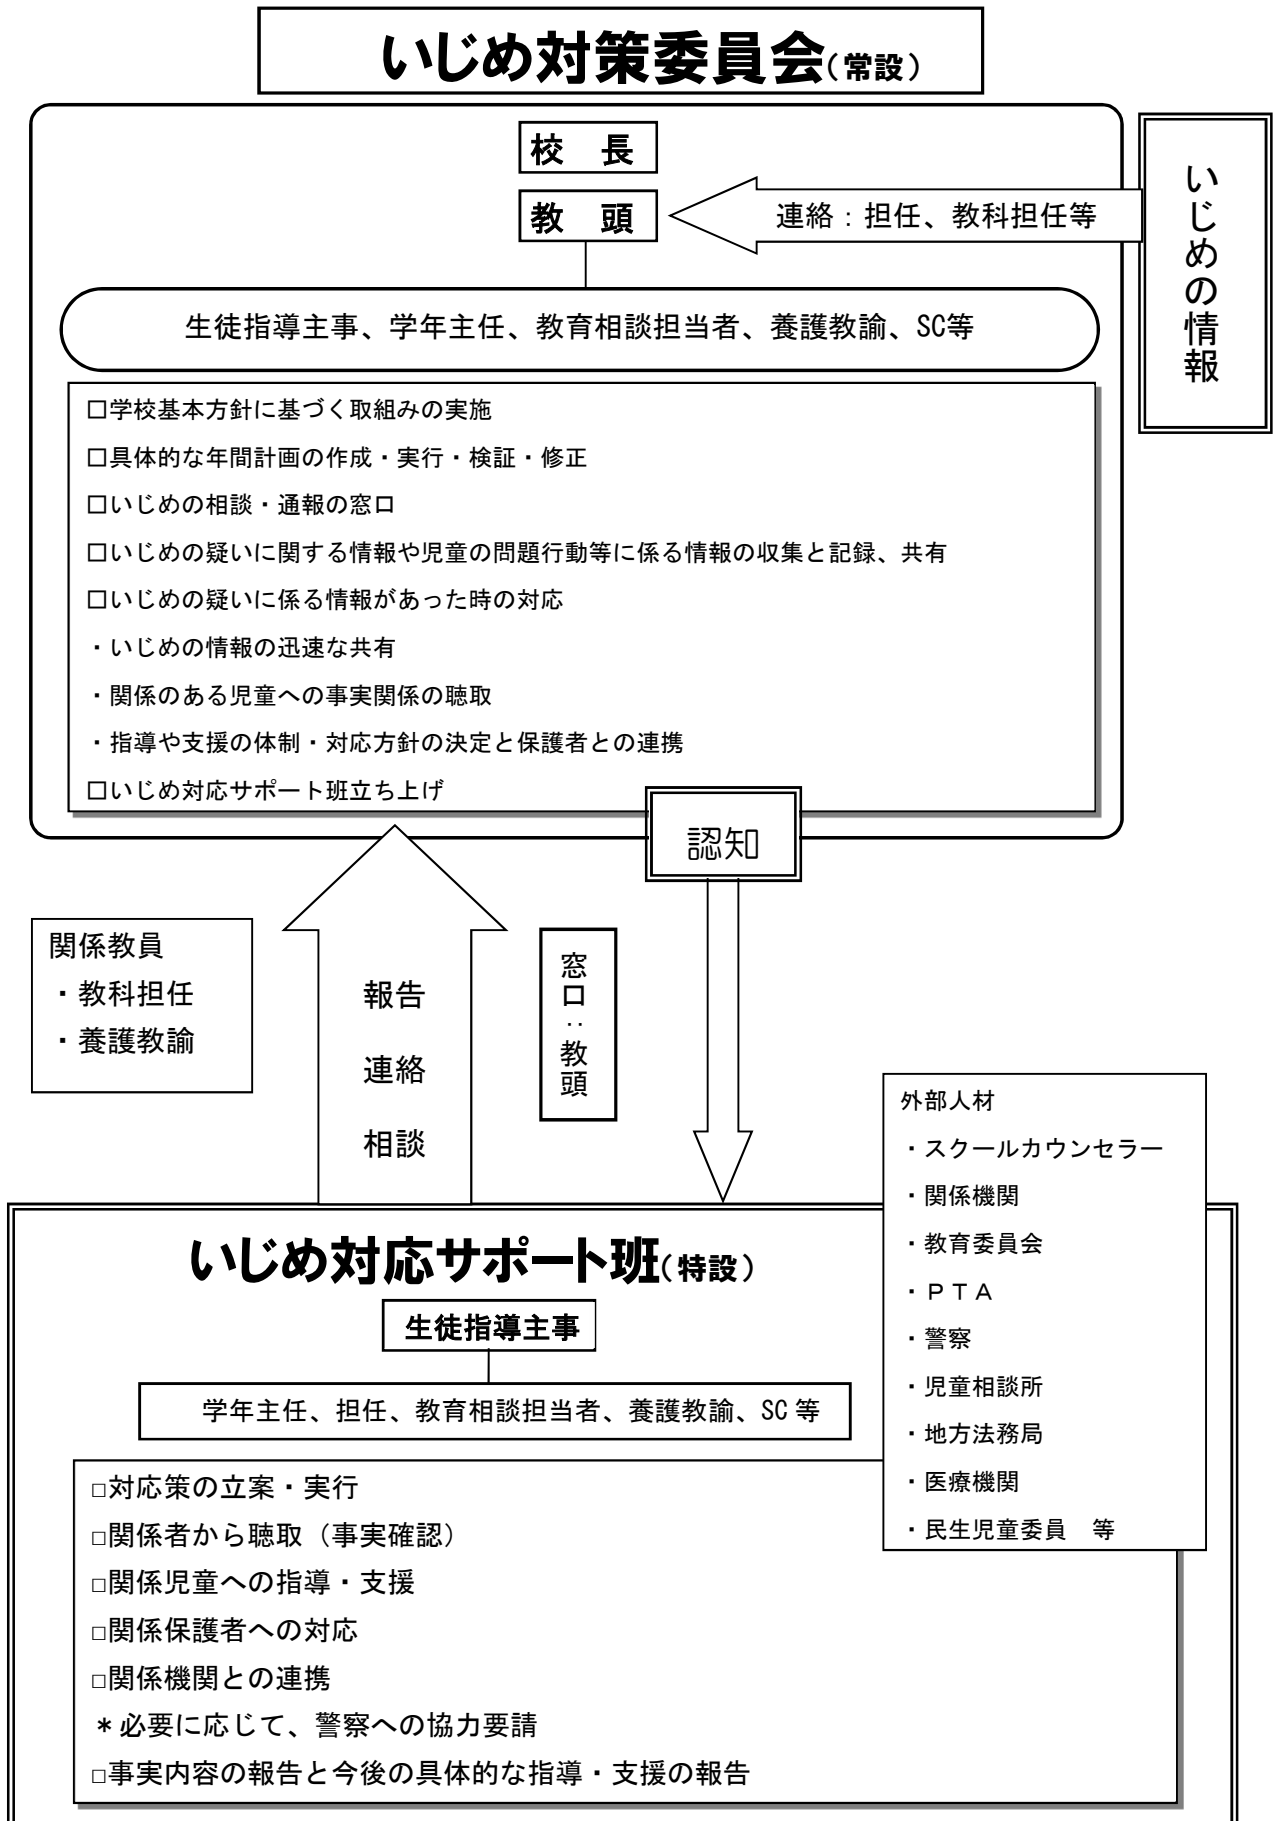 いじめ対策委員会(常設)
校　長
教　頭
連絡：担任、教科担任等
いじめの情報
生徒指導主事、学年主任、教育相談担当者、養護教諭、SC等
□学校基本方針に基づく取組みの実施
□具体的な年間計画の作成・実行・検証・修正
□いじめの相談・通報の窓口
□いじめの疑いに関する情報や児童の問題行動等に係る情報の収集と記録、共有
□いじめの疑いに係る情報があった時の対応
・いじめの情報の迅速な共有
・関係のある児童への事実関係の聴取
・指導や支援の体制・対応方針の決定と保護者との連携
□いじめ対応サポート班立ち上げ
認知
関係教員
・教科担任
・養護教諭
報告
連絡
相談
窓口：教頭
外部人材
・スクールカウンセラー
・関係機関
・教育委員会
・ＰＴＡ
・警察
・児童相談所
・地方法務局
・医療機関
・民生児童委員　等
いじめ対応サポート班(特設)
生徒指導主事
学年主任、担任、教育相談担当者、養護教諭、SC 等
□対応策の立案・実行
□関係者から聴取（事実確認）
□関係児童への指導・支援
□関係保護者への対応
□関係機関との連携
＊必要に応じて、警察への協力要請
□事実内容の報告と今後の具体的な指導・支援の報告